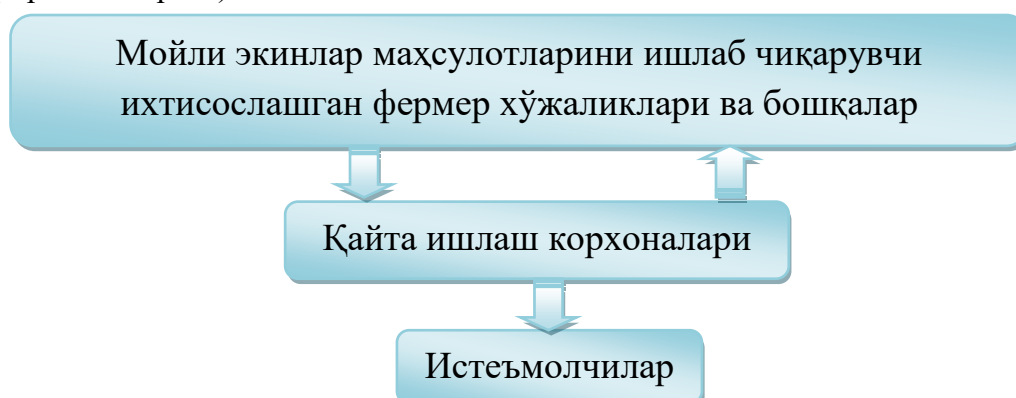 Мойли экинлар маҳсулотларини ишлаб чиқарувчи
ихтисослашган фермер хўжаликлари ва бошқалар
Қайта ишлаш корхоналари
Истеъмолчилар